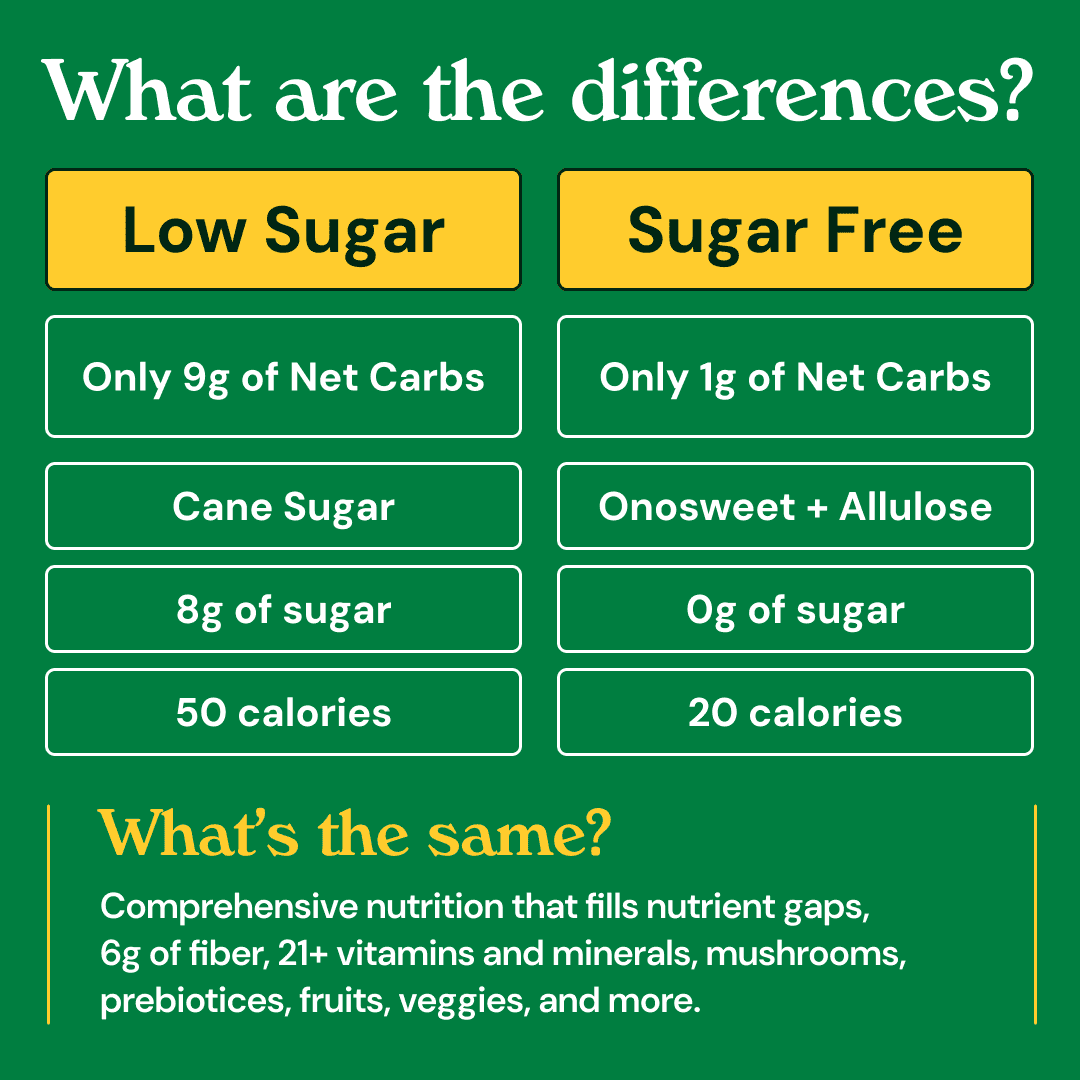 What are the differences?
Low Sugar
Sugar Free
Only 9g of Net Carbs
Only 1g of Net Carbs
Cane Sugar
Onosweet + Allulose
8g of sugar
0g of sugar
50 calories
20 calories
What's the same?
Comprehensive nutrition that fills nutrient gaps,
6g of fiber, 21+ vitamins and minerals, mushrooms,
prebiotices, fruits, veggies, and more.